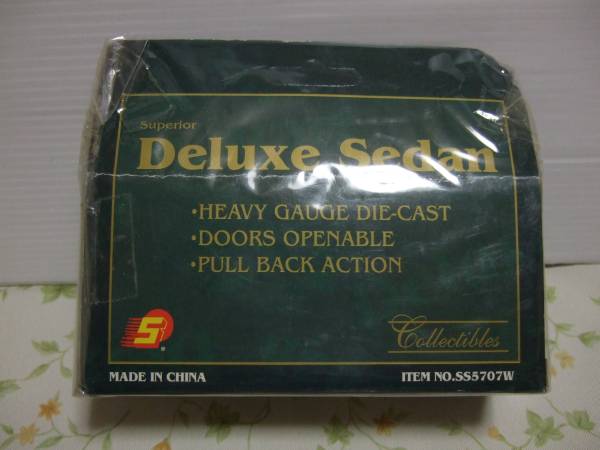 Superior
Deluxe Sedan
•HEAVY GAUGE DIE-CAST
•DOORS OPENABLE
•PULL BACK ACTION
S
®
Collectibles
MADE IN CHINA
ITEM NO.SS5707W